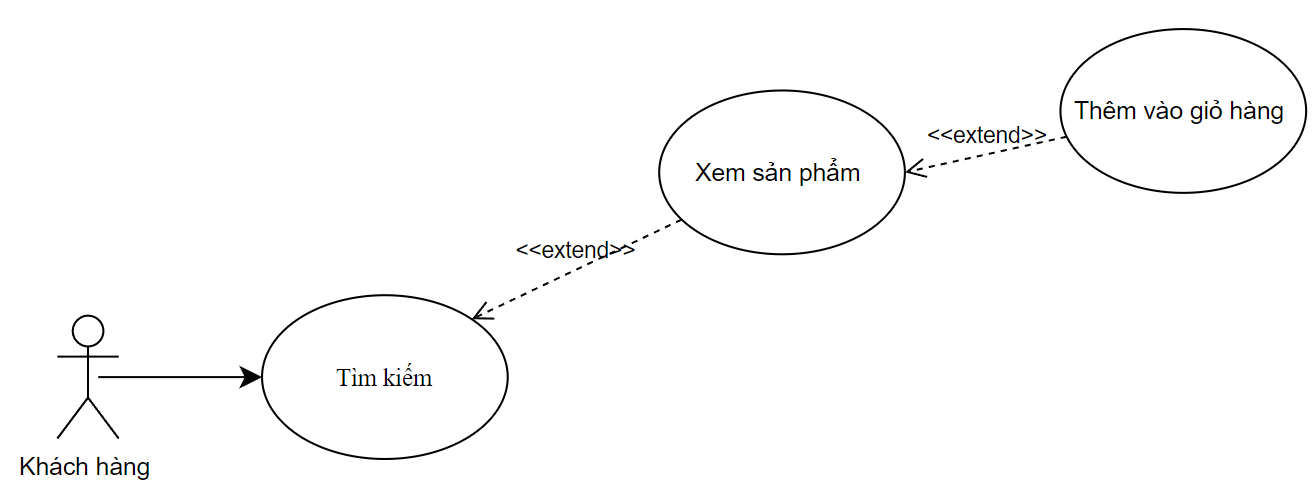 Thêm vào giỏ hàng
<<extend>>
Xem sản phẩm
<<extend>>
Tìm kiếm
Khách hàng